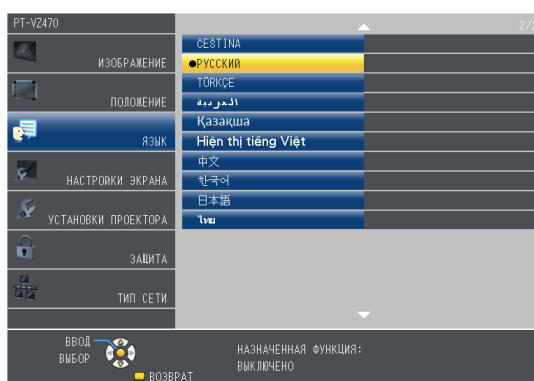 PT-VZ470
2/2
ИЗОБРАЖЕНИЕ
ПОЛОЖЕНИЕ
ЯЗЫК
НАСТРОЙКИ ЭКРАНА
УСТАНОВКИ ПРОЕКТОРА
ЗАЩИТА
ТИП СЕТИ
ČEŠTINA
●РУССКИЙ
TÜRKÇE
العربية
Қазақша
Hiện thị tiếng Việt
中文
한국어
日本語
ไทย
ВВОД
ВЫБОР
ВОЗВРАТ
НАЗНАЧЕННАЯ ФУНКЦИЯ:
ВЫКЛЮЧЕНО